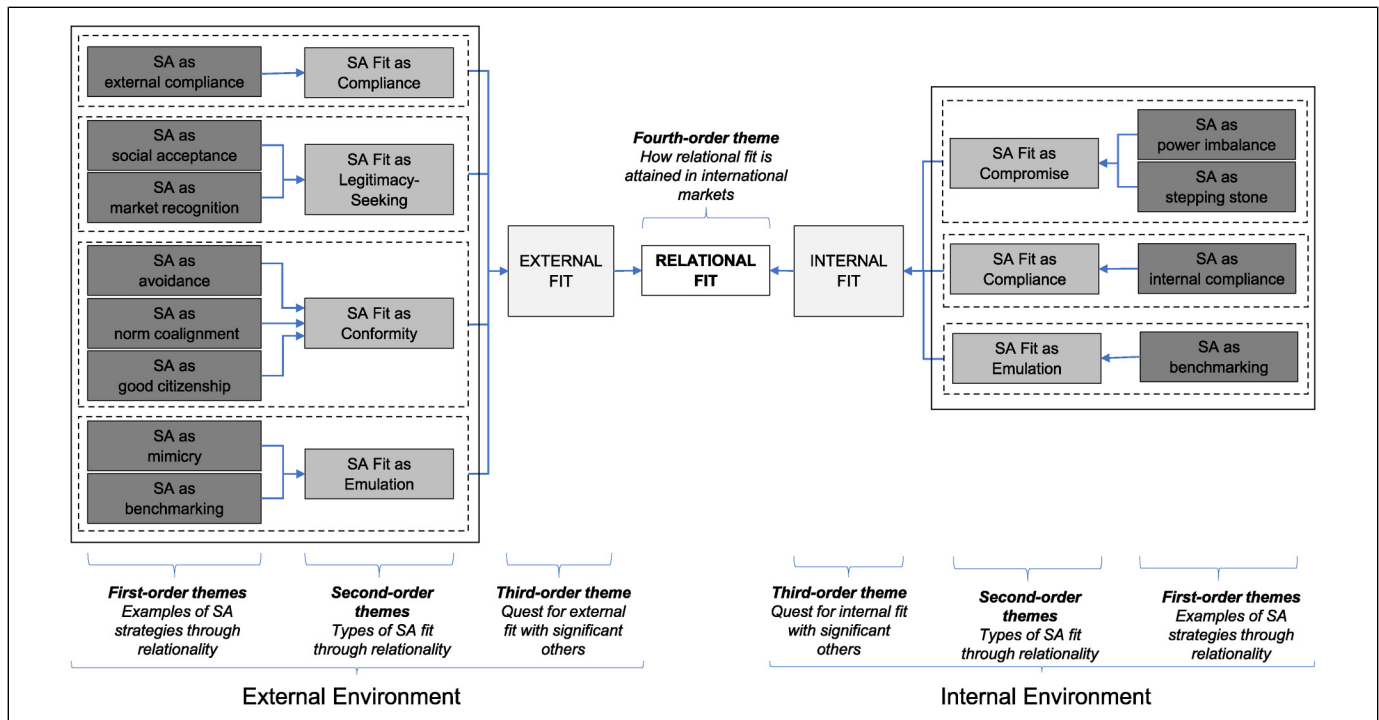 SA as
external compliance
SA Fit as
Compliance
SA as
social acceptance
SA as
market recognition
SA Fit as
Legitimacy-
Seeking
SA as
avoidance
SA as
norm coalignment
SA as
good citizenship
SA Fit as
Conformity
SA as
mimicry
SA as
benchmarking
SA Fit as
Emulation
EXTERNAL
FIT
Fourth-order theme
How relational fit is
attained in international
markets
RELATIONAL
FIT
INTERNAL
FIT
SA Fit as
Compromise
SA as
power imbalance
SA as
stepping stone
SA Fit as
Compliance
SA as
internal compliance
SA Fit as
Emulation
SA as
benchmarking
First-order themes
Examples of SA
strategies through
relationality
Second-order
themes
Types of SA fit
through relationality
Third-order theme
Quest for external
fit with significant
others
Third-order theme
Quest for internal fit
with significant
others
Second-order
themes
Types of SA fit
through relationality
First-order themes
Examples of SA
strategies through
relationality
External Environment
Internal Environment